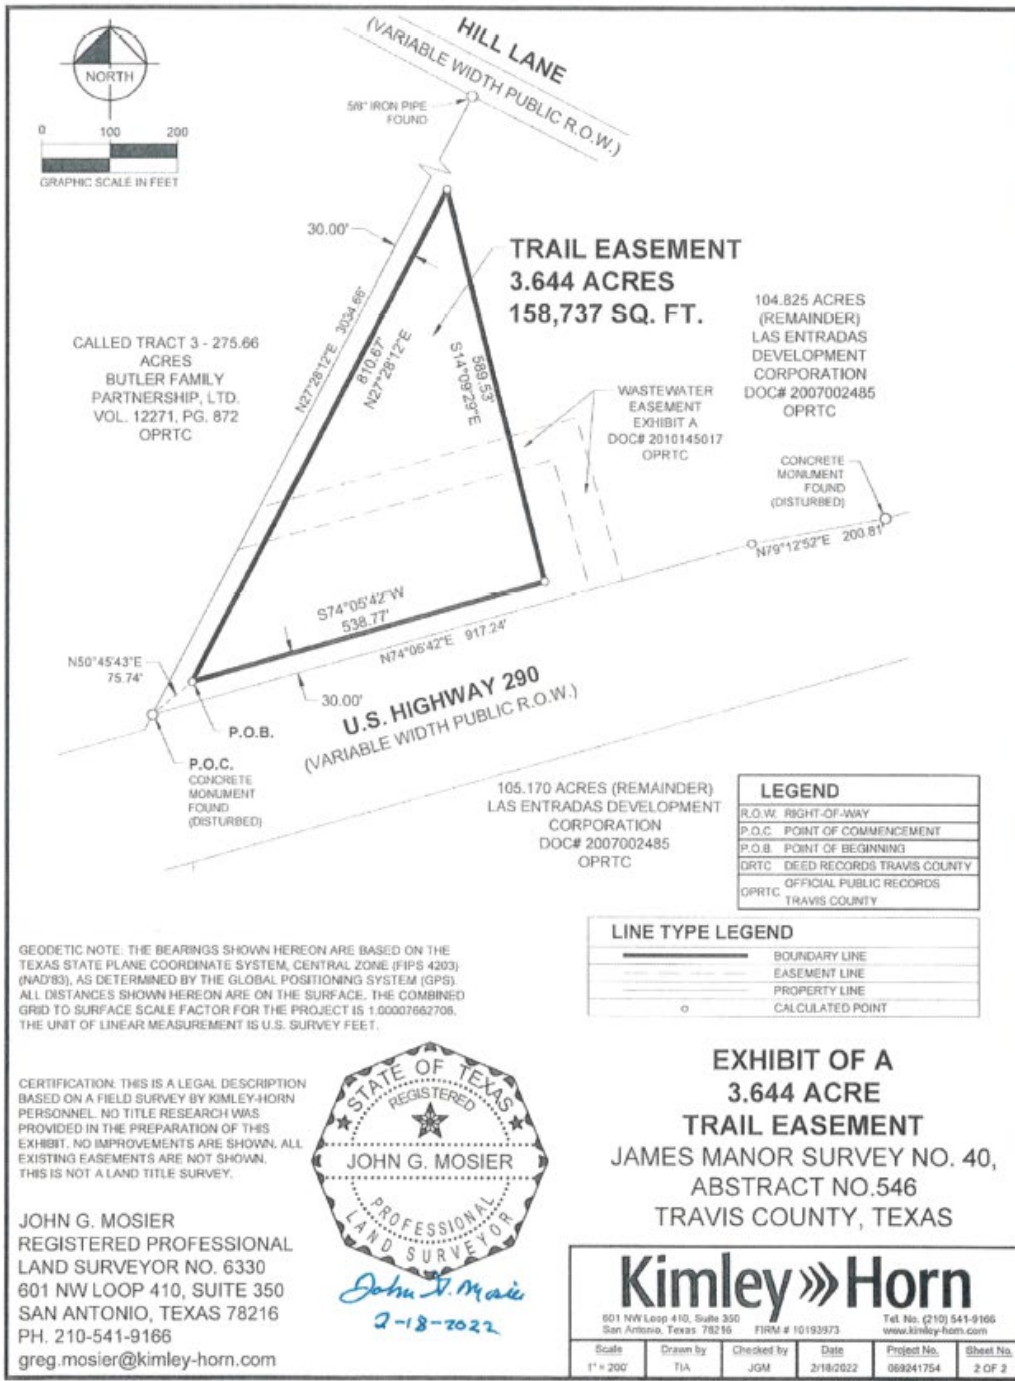 HILL LANE
(VARIABLE WIDTH PUBLIC R.O.W.)
NORTH
0 100 200
GRAPHIC SCALE IN FEET
5/8" IRON PIPE
FOUND
30.00'
TRAIL EASEMENT
3.644 ACRES
158,737 SQ. FT.
CALLED TRACT 3 - 275.66
ACRES
BUTLER FAMILY
PARTNERSHIP, LTD.
VOL. 12271, PG. 872
OPRTC
N27°28'12"E 3034.66'
810.67'
N27°28'12"E
589.53'
S14°09'29"E
104.825 ACRES
(REMAINDER)
LAS ENTRADAS
DEVELOPMENT
CORPORATION
DOC# 2007002485
OPRTC
WASTEWATER
EASEMENT
EXHIBIT A
DOC# 2010145017
OPRTC
CONCRETE
MONUMENT
FOUND
(DISTURBED)
N79°12'52"E 200.81'
S74°05'42"W
538.77'
N74°05'42"E 917.24'
N50°45'43"E
75.74'
30.00'
U.S. HIGHWAY 290
(VARIABLE WIDTH PUBLIC R.O.W.)
P.O.B.
P.O.C.
CONCRETE
MONUMENT
FOUND
(DISTURBED)
105.170 ACRES (REMAINDER)
LAS ENTRADAS DEVELOPMENT
CORPORATION
DOC# 2007002485
OPRTC
LEGEND
R.O.W. RIGHT-OF-WAY
P.O.C. POINT OF COMMENCEMENT
P.O.B. POINT OF BEGINNING
DRTC DEED RECORDS TRAVIS COUNTY
OPRTC OFFICIAL PUBLIC RECORDS
TRAVIS COUNTY
LINE TYPE LEGEND
BOUNDARY LINE
EASEMENT LINE
PROPERTY LINE
CALCULATED POINT
GEODETIC NOTE: THE BEARINGS SHOWN HEREON ARE BASED ON THE
TEXAS STATE PLANE COORDINATE SYSTEM, CENTRAL ZONE (FIPS 4203)
(NAD'83), AS DETERMINED BY THE GLOBAL POSITIONING SYSTEM (GPS).
ALL DISTANCES SHOWN HEREON ARE ON THE SURFACE. THE COMBINED
GRID TO SURFACE SCALE FACTOR FOR THE PROJECT IS 1.00007662708.
THE UNIT OF LINEAR MEASUREMENT IS U.S. SURVEY FEET.
CERTIFICATION: THIS IS A LEGAL DESCRIPTION
BASED ON A FIELD SURVEY BY KIMLEY-HORN
PERSONNEL. NO TITLE RESEARCH WAS
PROVIDED IN THE PREPARATION OF THIS
EXHIBIT. NO IMPROVEMENTS ARE SHOWN. ALL
EXISTING EASEMENTS ARE NOT SHOWN.
THIS IS NOT A LAND TITLE SURVEY.
JOHN G. MOSIER
REGISTERED PROFESSIONAL
LAND SURVEYOR NO. 6330
601 NW LOOP 410, SUITE 350
SAN ANTONIO, TEXAS 78216
PH. 210-541-9166
greg.mosier@kimley-horn.com
STATE OF TEXAS
REGISTERED
JOHN G. MOSIER
PROFESSIONAL
LAND SURVEYOR
John G. Mosier
2-18-2022
EXHIBIT OF A
3.644 ACRE
TRAIL EASEMENT
JAMES MANOR SURVEY NO. 40,
ABSTRACT NO.546
TRAVIS COUNTY, TEXAS
Kimley»Horn
601 NW Loop 410, Suite 350 Tel. No. (210) 541-9166
San Antonio, Texas 78216 FIRM # 10193973 www.kimley-horn.com
Scale Drawn by Checked by Date Project No. Sheet No.
1" = 200' TIA JGM 2/18/2022 069241754 2 OF 2